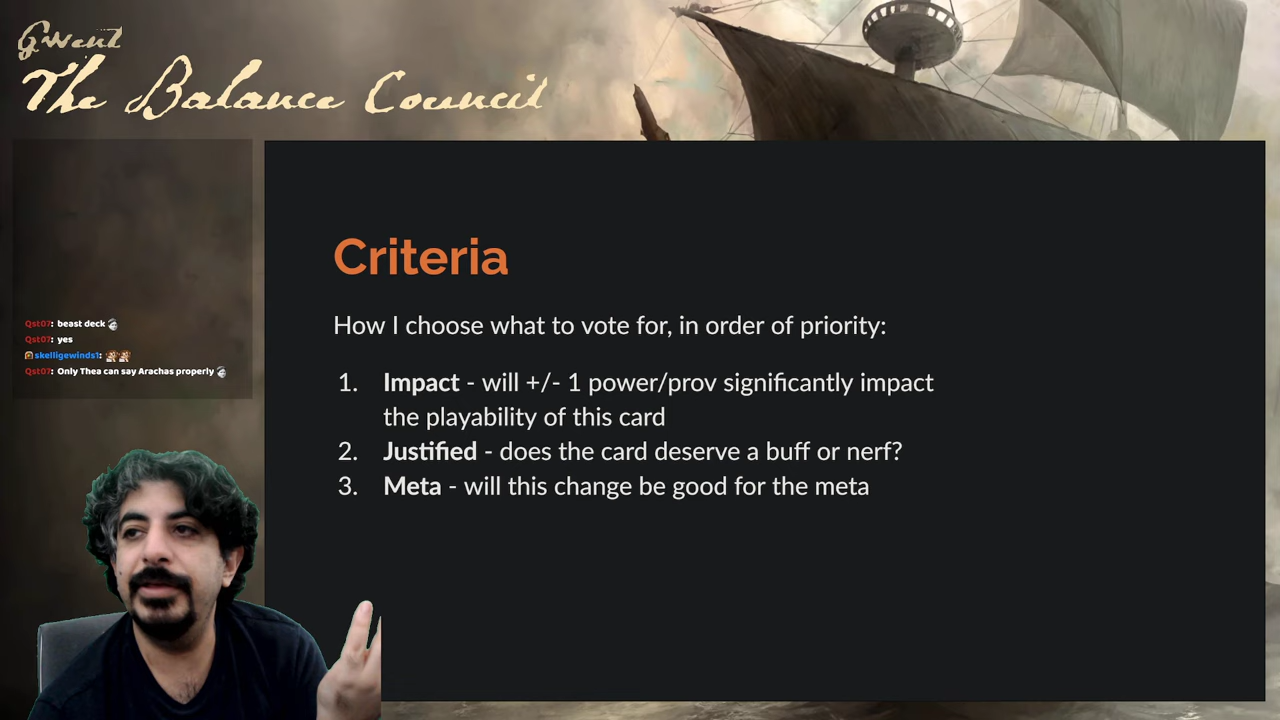 Gwent
The Balance Council
Qst07: beast deck
Qst07: yes
skelligewinds1:
Qst07: Only Thea can say Arachas properly
Criteria
How I choose what to vote for, in order of priority:
1. Impact - will +/- 1 power/prov significantly impact
the playability of this card
2. Justified - does the card deserve a buff or nerf?
3. Meta - will this change be good for the meta